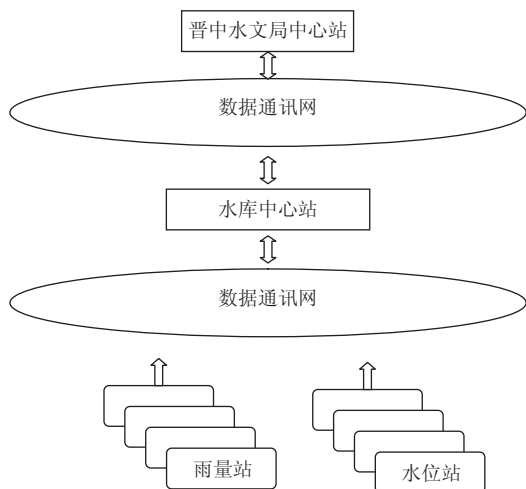 晋中水文局中心站
数据通讯网
水库中心站
数据通讯网
雨量站
水位站